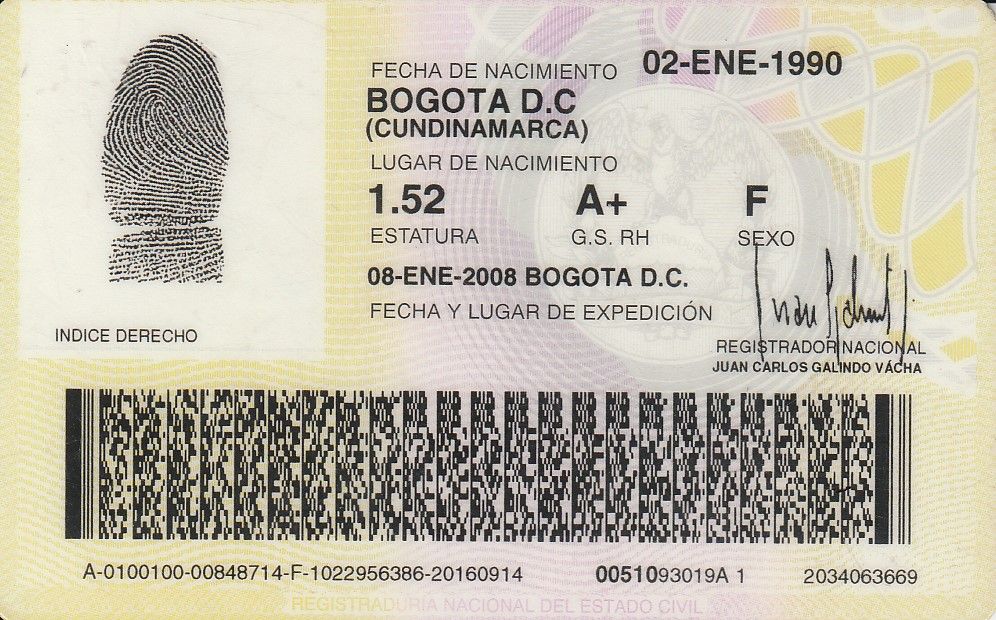 FECHA DE NACIMIENTO 02-ENE-1990
BOGOTA D.C
(CUNDINAMARCA)
LUGAR DE NACIMIENTO
1.52 A+ F
ESTATURA G.S. RH SEXO
08-ENE-2008 BOGOTA D.C.
FECHA Y LUGAR DE EXPEDICIÓN
INDICE DERECHO
REGISTRADOR NACIONAL
JUAN CARLOS GALINDO VÁCHA
A-0100100-00848714-F-1022956386-20160914 0051093019A 1 2034063669
REGISTRADURIA NACIONAL DEL ESTADO CIVIL